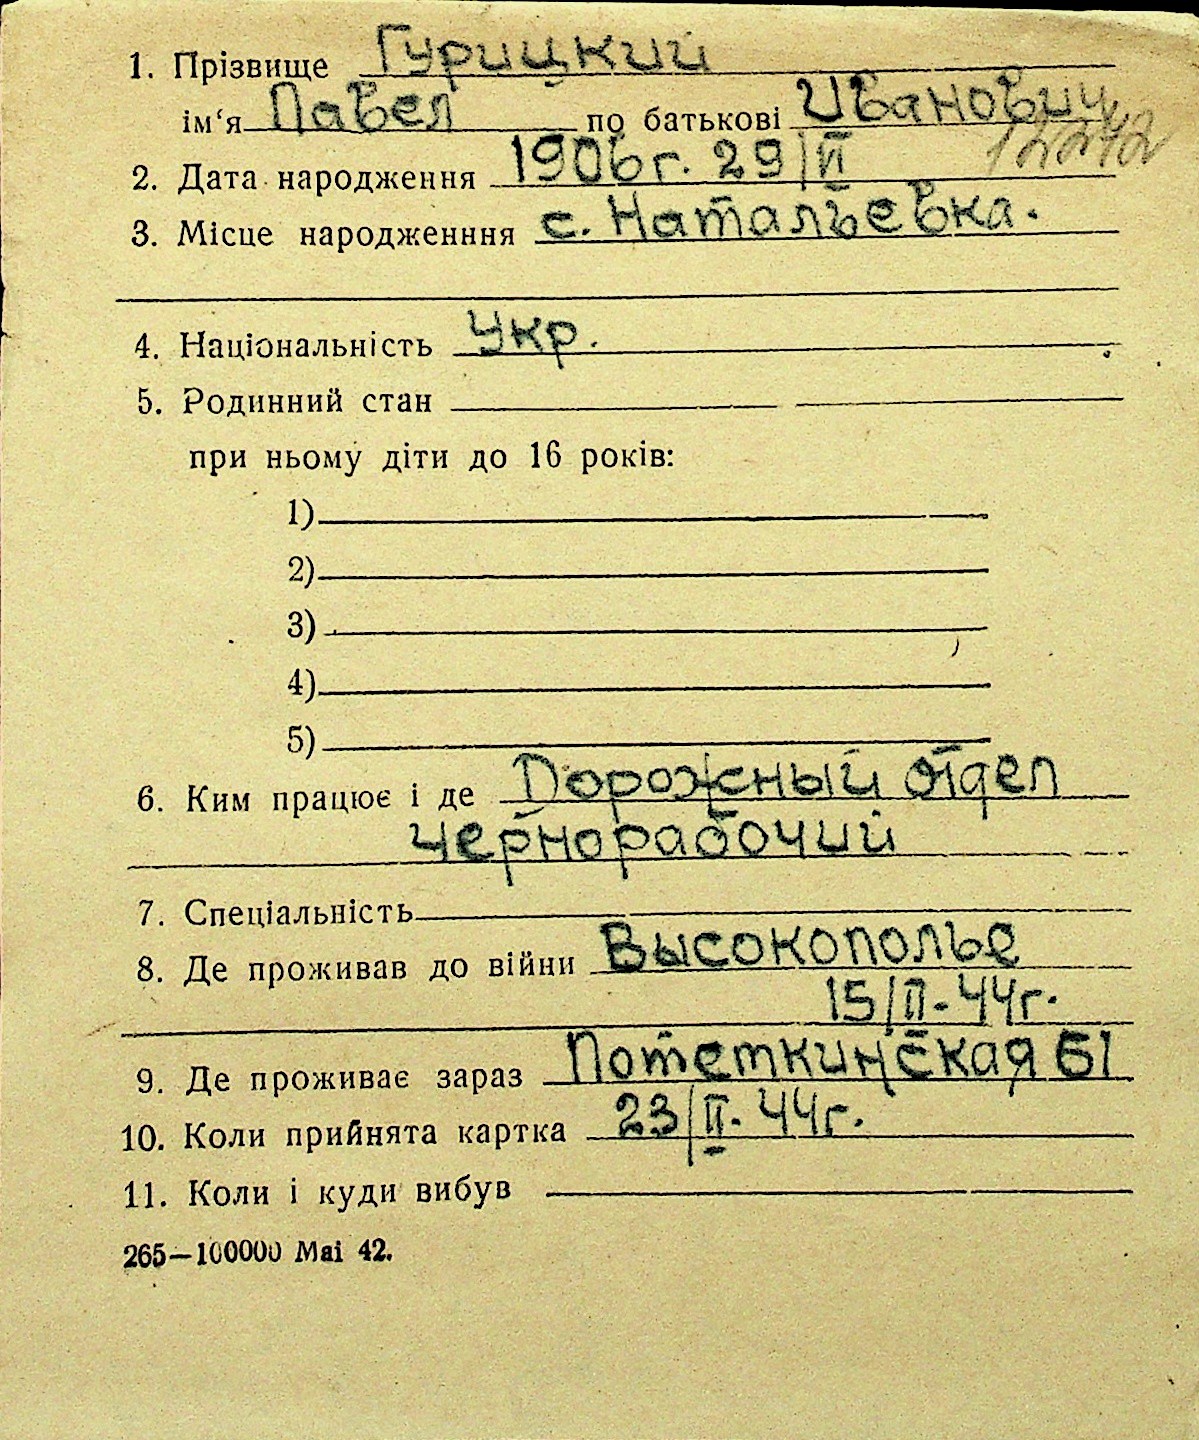 1. Прізвище Гурицкий
ім‘я Павел по батькові Иванович
2. Дата народження 1906г. 29/II
3. Місце народженння с. Натальевка.
4. Національність Укр.
5. Родинний стан
при ньому діти до 16 років:
1)
2)
3)
4)
5)
6. Ким працює і де Дорожный отдел
чернорабочий
7. Спеціальність
8. Де проживав до війни Высокополье
15/II-44г.
9. Де проживає зараз Потемкинская 61
10. Коли прийнята картка 23/II-44г.
11. Коли і куди вибув
265—100000 Mai 42.